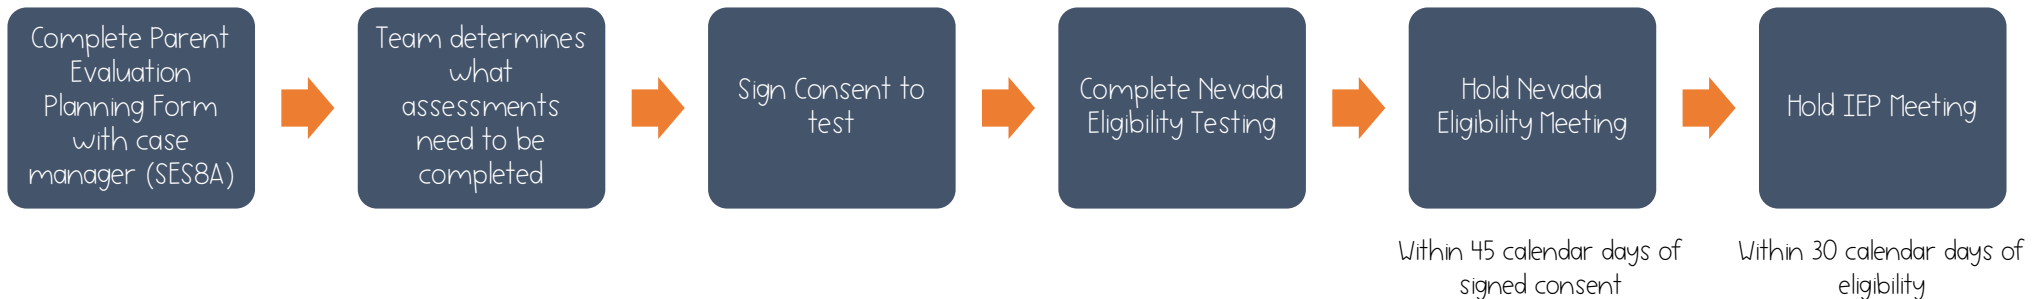 Complete Parent
Evaluation
Planning Form
with case
manager (SES8A)
Team determines
what
assessments
need to be
completed
Sign Consent to
test
Complete Nevada
Eligibility Testing
Hold Nevada
Eligibility Meeting
Hold IEP Meeting
Within 45 calendar days of
signed consent
Within 30 calendar days of
eligibility